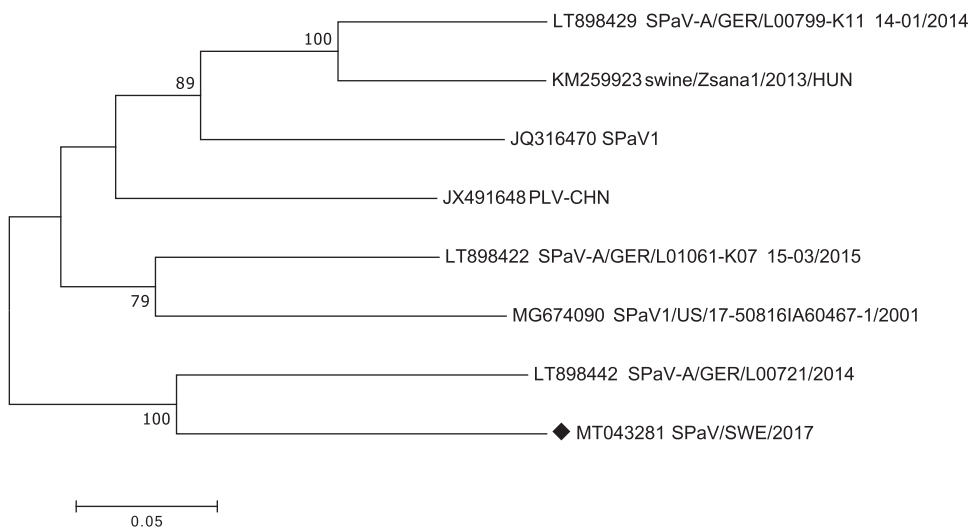 LT898429 SPaV-A/GER/L00799-K11 14-01/2014
100
KM259923 swine/Zsana1/2013/HUN
89
JQ316470 SPaV1
JX491648 PLV-CHN
LT898422 SPaV-A/GER/L01061-K07 15-03/2015
79
MG674090 SPaV1/US/17-50816IA60467-1/2001
LT898442 SPaV-A/GER/L00721/2014
100
MT043281 SPaV/SWE/2017
0.05